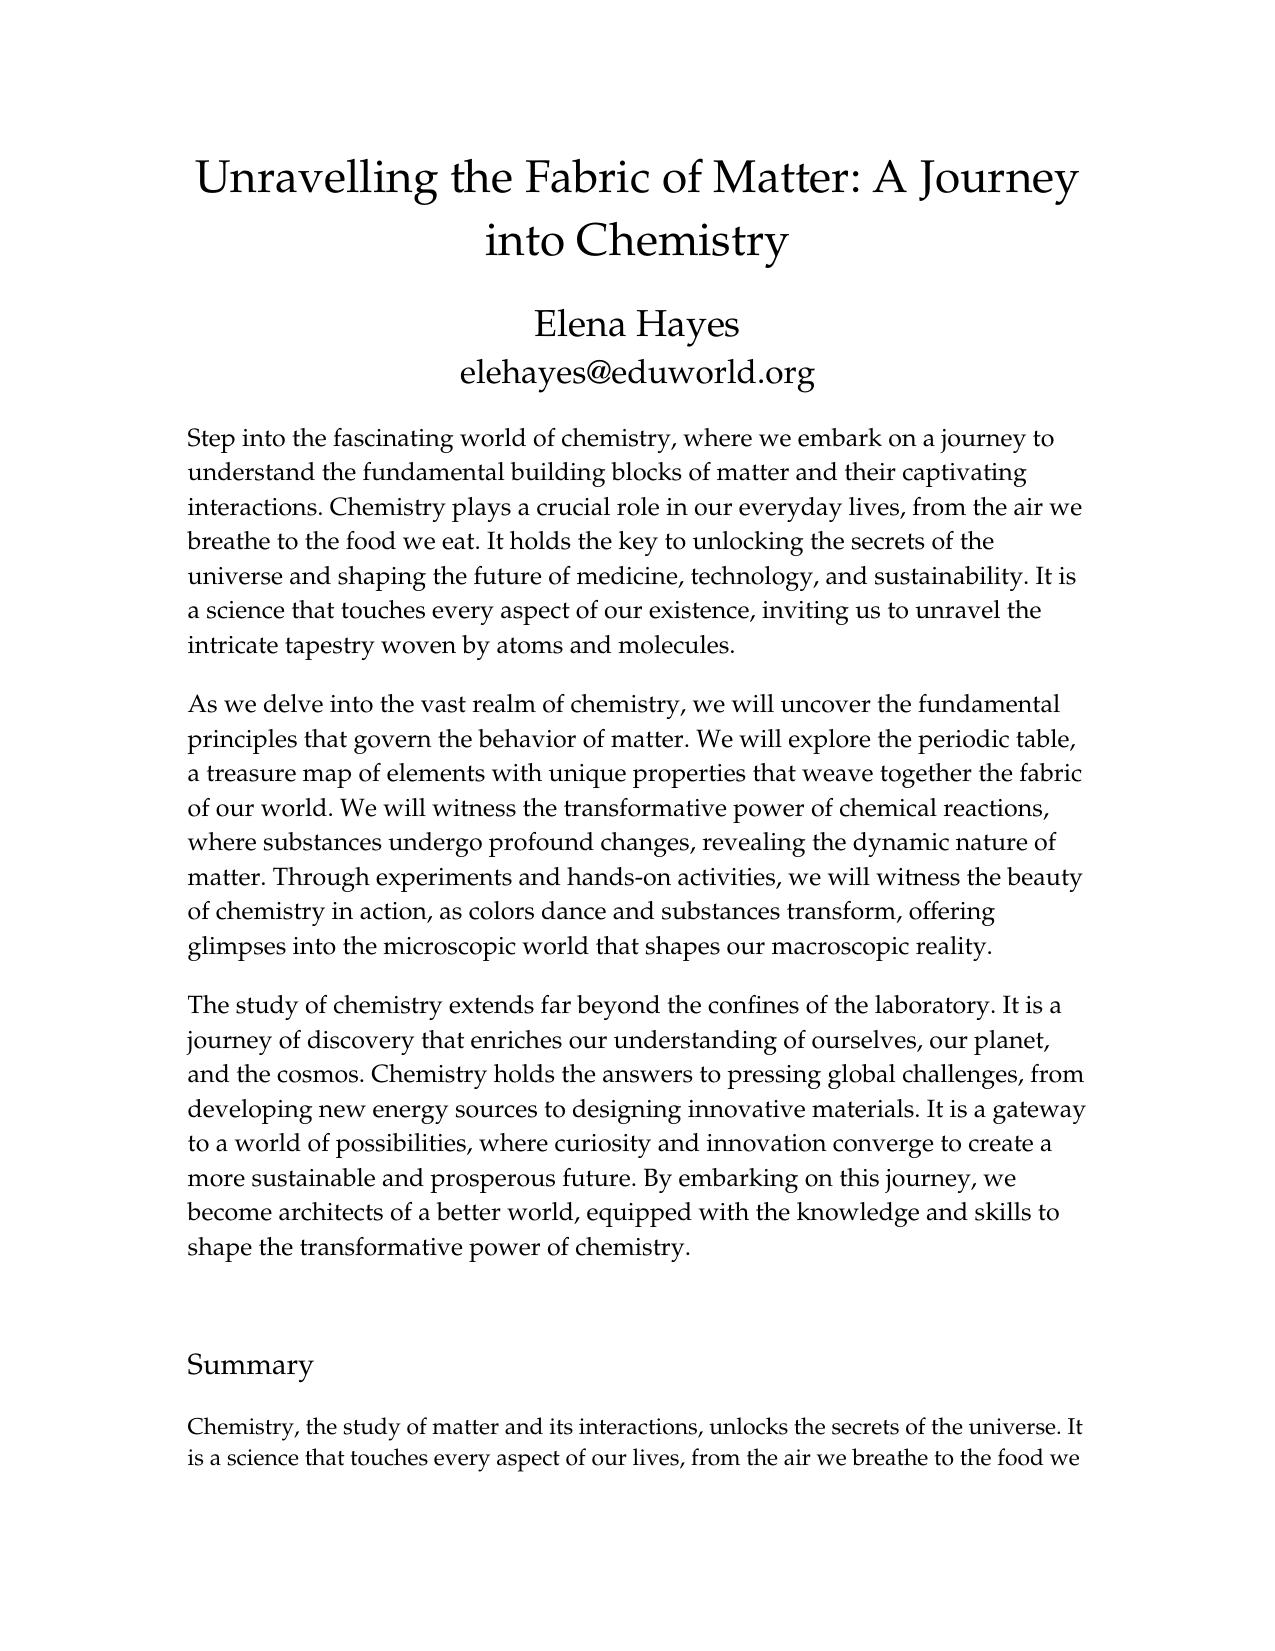 Unravelling the Fabric of Matter: A Journey
into Chemistry
Elena Hayes
elehayes@eduworld.org
Step into the fascinating world of chemistry, where we embark on a journey to
understand the fundamental building blocks of matter and their captivating
interactions. Chemistry plays a crucial role in our everyday lives, from the air we
breathe to the food we eat. It holds the key to unlocking the secrets of the
universe and shaping the future of medicine, technology, and sustainability. It is
a science that touches every aspect of our existence, inviting us to unravel the
intricate tapestry woven by atoms and molecules.
As we delve into the vast realm of chemistry, we will uncover the fundamental
principles that govern the behavior of matter. We will explore the periodic table,
a treasure map of elements with unique properties that weave together the fabric
of our world. We will witness the transformative power of chemical reactions,
where substances undergo profound changes, revealing the dynamic nature of
matter. Through experiments and hands-on activities, we will witness the beauty
of chemistry in action, as colors dance and substances transform, offering
glimpses into the microscopic world that shapes our macroscopic reality.
The study of chemistry extends far beyond the confines of the laboratory. It is a
journey of discovery that enriches our understanding of ourselves, our planet,
and the cosmos. Chemistry holds the answers to pressing global challenges, from
developing new energy sources to designing innovative materials. It is a gateway
to a world of possibilities, where curiosity and innovation converge to create a
more sustainable and prosperous future. By embarking on this journey, we
become architects of a better world, equipped with the knowledge and skills to
shape the transformative power of chemistry.
Summary
Chemistry, the study of matter and its interactions, unlocks the secrets of the universe. It
is a science that touches every aspect of our lives, from the air we breathe to the food we